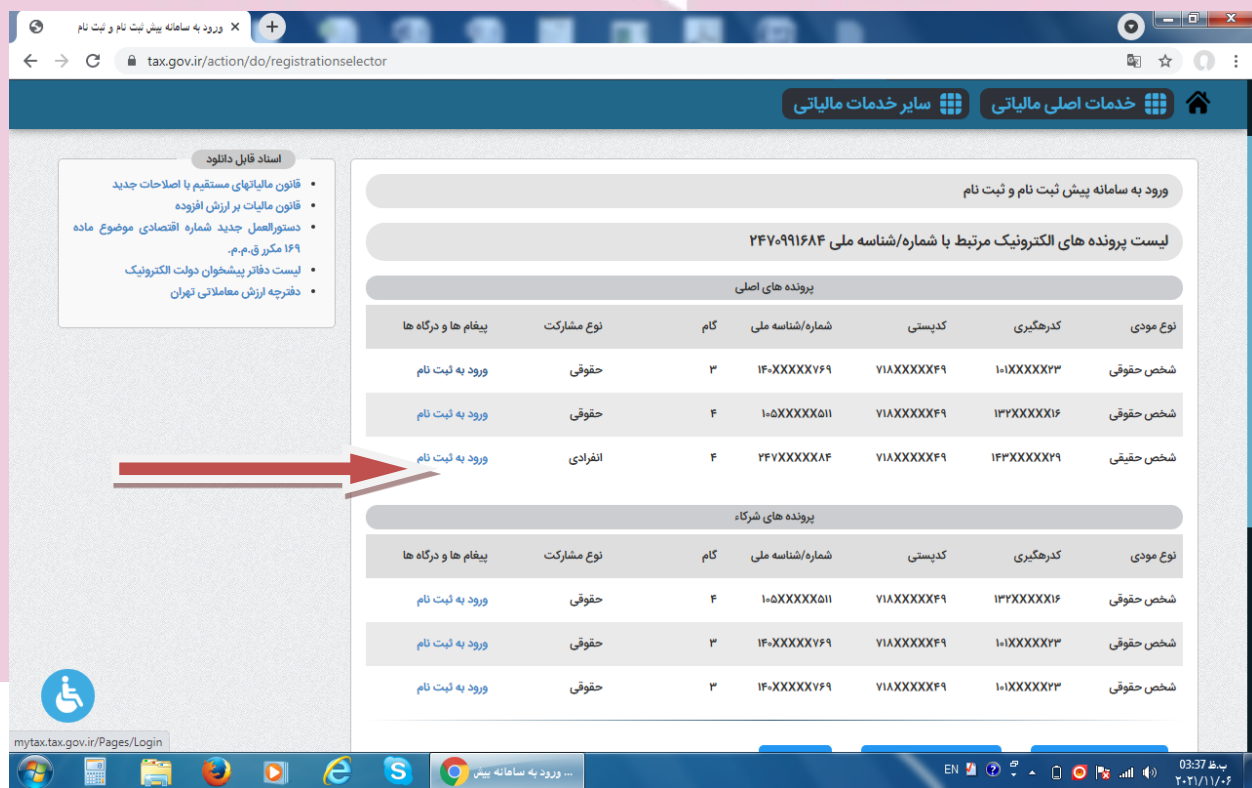 ورود به سامانه پیش ثبت نام و ثبت نام
tax.gov.ir/action/do/registrationselector
خدمات اصلی مالیاتی
سایر خدمات مالیاتی
ورود به سامانه پیش ثبت نام و ثبت نام
لیست پرونده های الکترونیک مرتبط با شماره/شناسه ملی ۲۴۷۰۹۹۱۶۸۴
پرونده های اصلی
نوع مودی کدرهگیری کدپستی شماره/شناسه ملی گام نوع مشارکت پیغام ها و درگاه ها
شخص حقوقی ۱۰۱XXXXX۲۳ ۷۱۸XXXXX۴۹ ۱۴۰XXXXX۷۶۹ ۳ حقوقی ورود به ثبت نام
شخص حقوقی ۱۳۲XXXXX۱۶ ۷۱۸XXXXX۴۹ ۱۰۵XXXXX۵۱۱ ۴ حقوقی ورود به ثبت نام
شخص حقیقی ۱۴۳XXXXX۲۹ ۷۱۸XXXXX۴۹ ۲۴۷XXXXX۸۴ ۴ انفرادی ورود به ثبت نام
پرونده های شرکاء
نوع مودی کدرهگیری کدپستی شماره/شناسه ملی گام نوع مشارکت پیغام ها و درگاه ها
شخص حقوقی ۱۳۲XXXXX۱۶ ۷۱۸XXXXX۴۹ ۱۰۵XXXXX۵۱۱ ۴ حقوقی ورود به ثبت نام
شخص حقوقی ۱۰۱XXXXX۲۳ ۷۱۸XXXXX۴۹ ۱۴۰XXXXX۷۶۹ ۳ حقوقی ورود به ثبت نام
شخص حقوقی ۱۰۱XXXXX۲۳ ۷۱۸XXXXX۴۹ ۱۴۰XXXXX۷۶۹ ۳ حقوقی ورود به ثبت نام
اسناد قابل دانلود
قانون مالیاتهای مستقیم با اصلاحات جدید
قانون مالیات بر ارزش افزوده
دستورالعمل جدید شماره اقتصادی موضوع ماده
۱۶۹ مکرر ق.م.م.
لیست دفاتر پیشخوان دولت الکترونیک
دفترچه ارزش معاملاتی تهران
mytax.tax.gov.ir/Pages/Login
ورود به سامانه پیش ...
EN
03:37 ب.ظ
۲۰۲۱/۱۱/۰۶